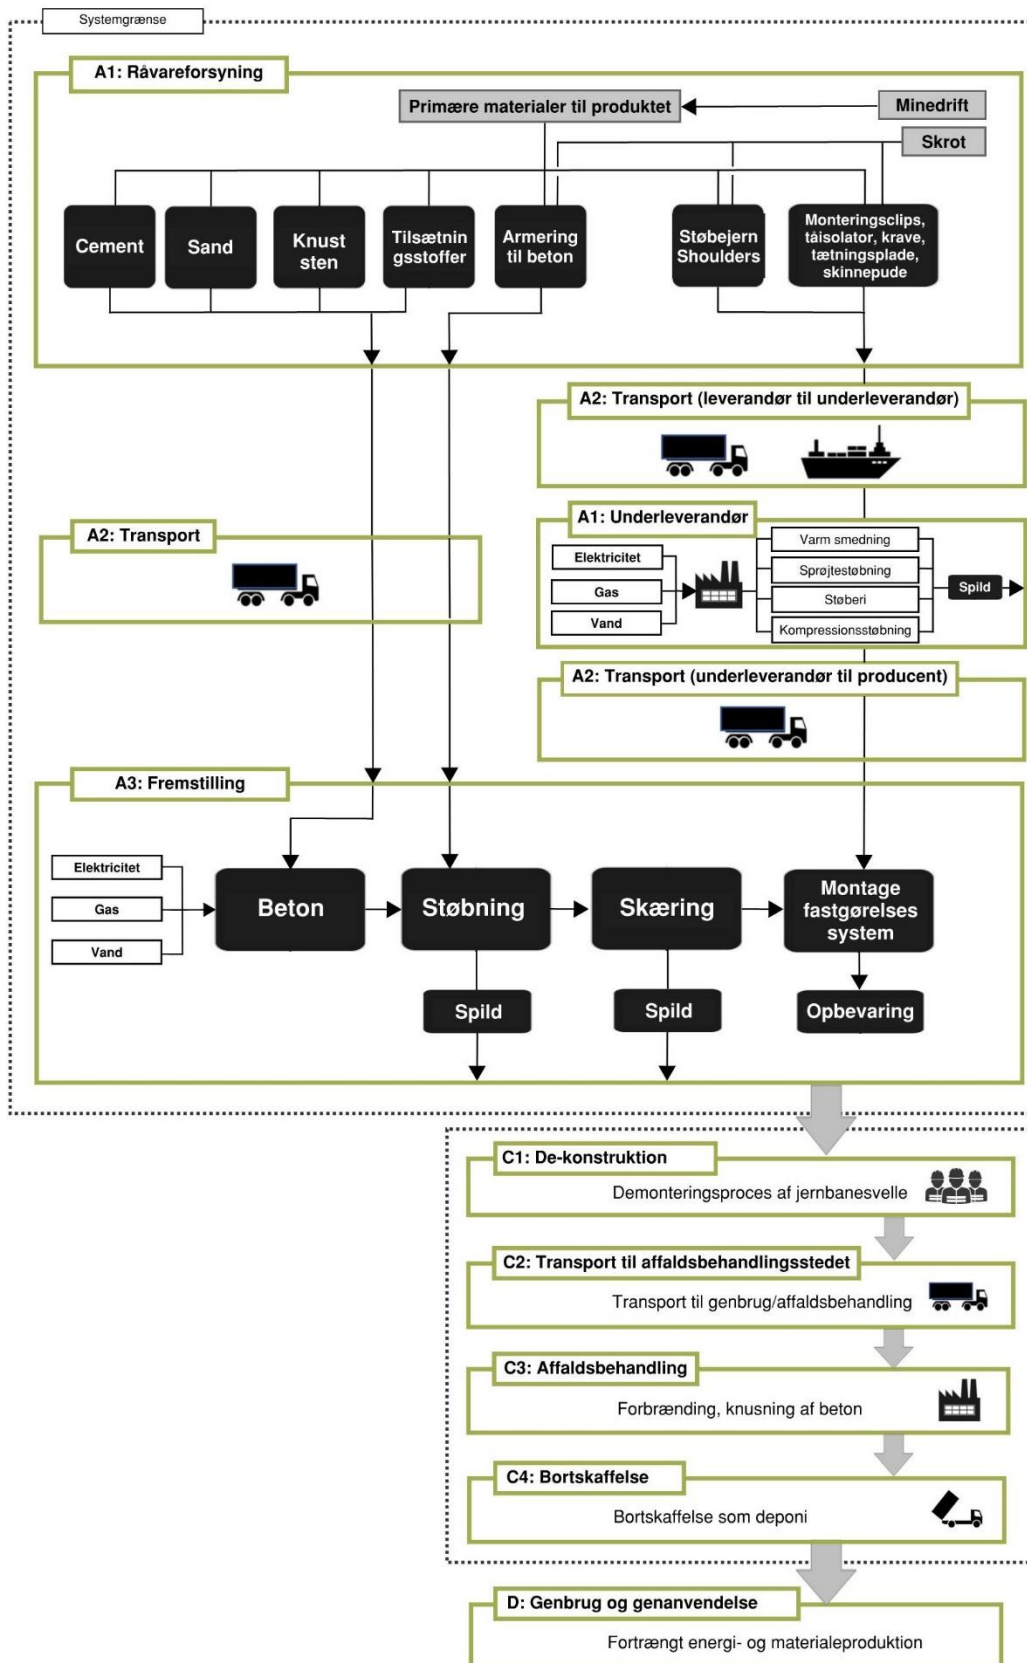 Systemgrænse
A1: Råvareforsyning
Primære materialer til produktet
Minedrift
Skrot
Cement
Sand
Knust
sten
Tilsætnin
gsstoffer
Armering
til beton
Støbejern
Shoulders
Monteringsclips,
tåisolator, krave,
tætningsplade,
skinnepude
A2: Transport (leverandør til underleverandør)
A2: Transport
A1: Underleverandør
Elektricitet
Gas
Vand
Varm smedning
Sprøjtestøbning
Støberi
Kompressionsstøbning
Spild
A2: Transport (underleverandør til producent)
A3: Fremstilling
Elektricitet
Gas
Vand
Beton
Støbning
Skæring
Montage
fastgørelses
system
Spild
Spild
Opbevaring
C1: De-konstruktion
Demonteringsproces af jernbanesvelle
C2: Transport til affaldsbehandlingsstedet
Transport til genbrug/affaldsbehandling
C3: Affaldsbehandling
Forbrænding, knusning af beton
C4: Bortskaffelse
Bortskaffelse som deponi
D: Genbrug og genanvendelse
Fortrængt energi- og materialeproduktion